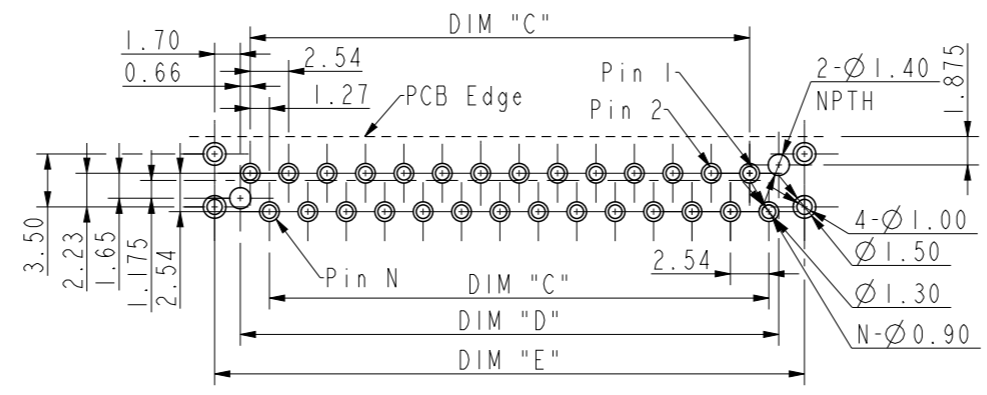 DIM "C"
1.70
2.54
0.66
Pin 1
2-Ø1.40
NPTH
1.875
1.27
PCB Edge
Pin 2
3.50
2.23
1.65
1.175
2.54
Pin N
2.54
4-Ø1.00
Ø1.50
DIM "C"
Ø1.30
DIM "D"
N-Ø0.90
DIM "E"